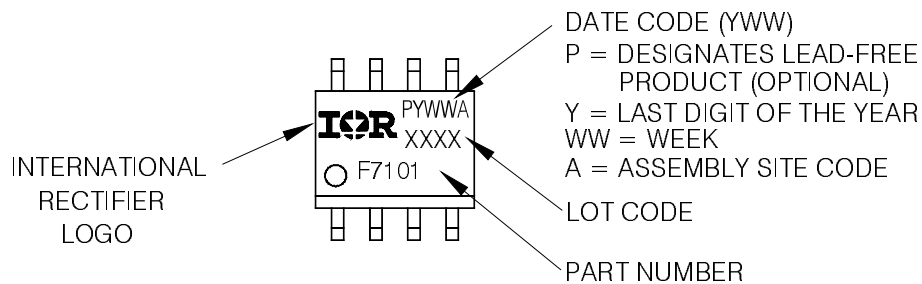 DATE CODE (YWW)
P = DESIGNATES LEAD-FREE
PRODUCT (OPTIONAL)
Y = LAST DIGIT OF THE YEAR
WW = WEEK
A = ASSEMBLY SITE CODE
LOT CODE
PART NUMBER
INTERNATIONAL
RECTIFIER
LOGO
IOR
PYWWA
XXXX
F7101